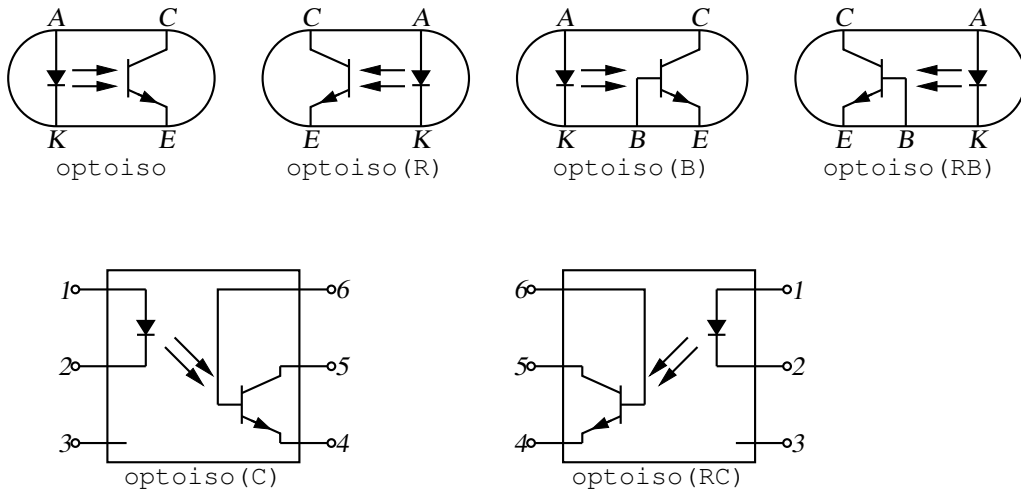 A C C A A C C A
K E E K K B E E B K
optoiso optoiso(R) optoiso(B) optoiso(RB)
1 6 6 1
2 5 5 2
3 4 4 3
optoiso(C) optoiso(RC)